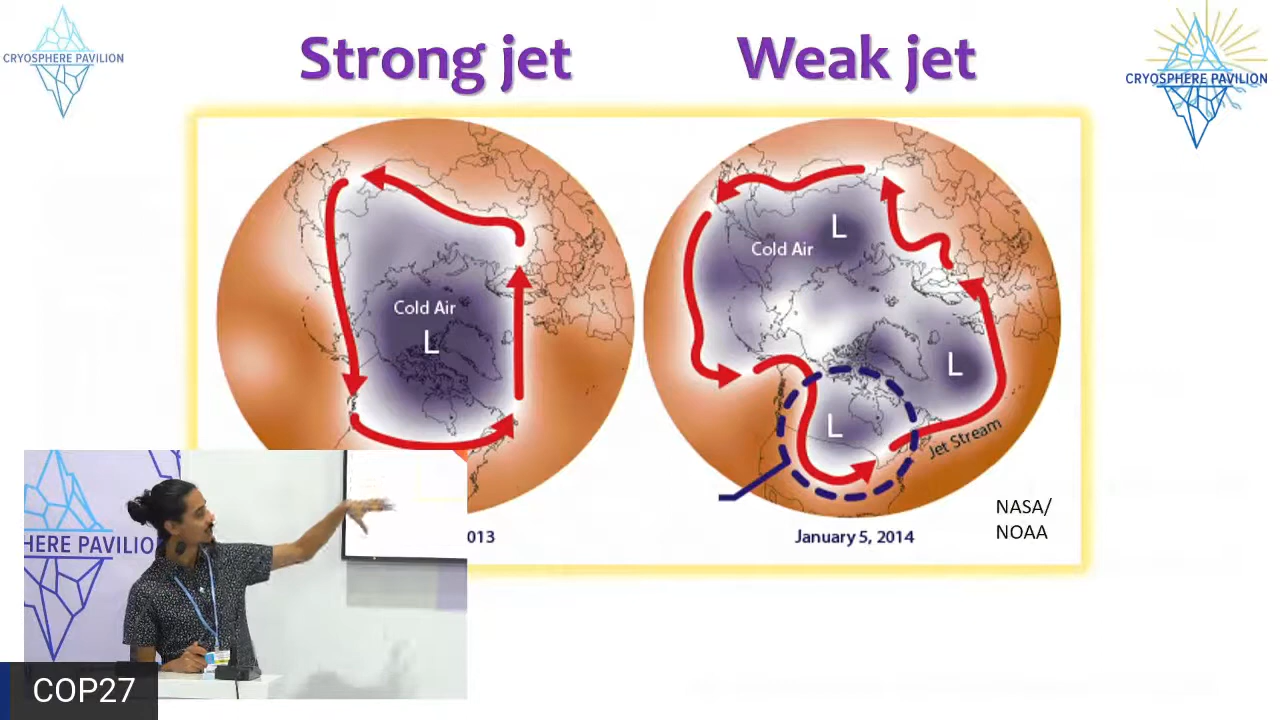 CRYOSPHERE PAVILION
Strong jet
Weak jet
CRYOSPHERE PAVILION
L
Cold Air
Cold Air
L
L
L
Jet Stream
NASA/
NOAA
013
January 5, 2014
HERE PAVILIO
COP27